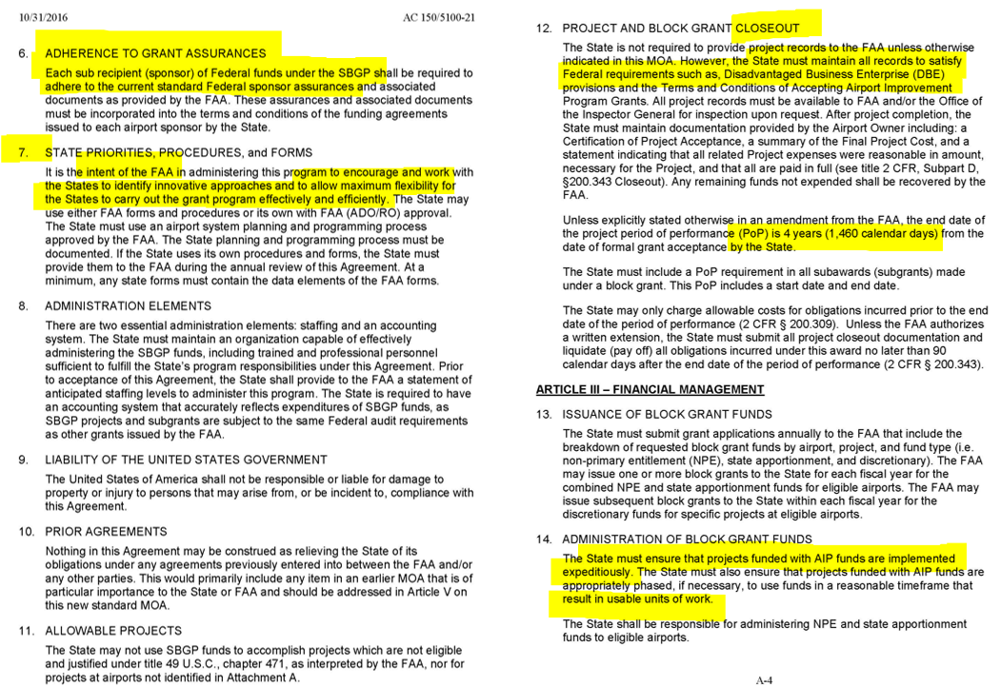 10/31/2016 AC 150/5100-21
6. ADHERENCE TO GRANT ASSURANCES
Each sub recipient (sponsor) of Federal funds under the SBGP shall be required to
adhere to the current standard Federal sponsor assurances and associated
documents as provided by the FAA. These assurances and associated documents
must be incorporated into the terms and conditions of the funding agreements
issued to each airport sponsor by the State.
7. STATE PRIORITIES, PROCEDURES, and FORMS
It is the intent of the FAA in administering this program to encourage and work with
the States to identify innovative approaches and to allow maximum flexibility for
the States to carry out the grant program effectively and efficiently. The State may
use either FAA forms and procedures or its own with FAA (ADO/RO) approval.
The State must use an airport system planning and programming process
approved by the FAA. The State planning and programming process must be
documented. If the State uses its own procedures and forms, the State must
provide them to the FAA during the annual review of this Agreement. At a
minimum, any state forms must contain the data elements of the FAA forms.
8. ADMINISTRATION ELEMENTS
There are two essential administration elements: staffing and an accounting
system. The State must maintain an organization capable of effectively
administering the SBGP funds, including trained and professional personnel
sufficient to fulfill the State's program responsibilities under this Agreement. Prior
to acceptance of this Agreement, the State shall provide to the FAA a statement of
anticipated staffing levels to administer this program. The State is required to have
an accounting system that accurately reflects expenditures of SBGP funds, as
SBGP projects and subgrants are subject to the same Federal audit requirements
as other grants issued by the FAA.
9. LIABILITY OF THE UNITED STATES GOVERNMENT
The United States of America shall not be responsible or liable for damage to
property or injury to persons that may arise from, or be incident to, compliance with
this Agreement.
10. PRIOR AGREEMENTS
Nothing in this Agreement may be construed as relieving the State of its
obligations under any agreements previously entered into between the FAA and/or
any other parties. This would primarily include any item in an earlier MOA that is of
particular importance to the State or FAA and should be addressed in Article V on
this new standard MOA.
11. ALLOWABLE PROJECTS
The State may not use SBGP funds to accomplish projects which are not eligible
and justified under title 49 U.S.C., chapter 471, as interpreted by the FAA, nor for
projects at airports not identified in Attachment A.
12. PROJECT AND BLOCK GRANT CLOSEOUT
The State is not required to provide project records to the FAA unless otherwise
indicated in this MOA. However, the State must maintain all records to satisfy
Federal requirements such as, Disadvantaged Business Enterprise (DBE)
provisions and the Terms and Conditions of Accepting Airport Improvement
Program Grants. All project records must be available to FAA and/or the Office of
the Inspector General for inspection upon request. After project completion, the
State must maintain documentation provided by the Airport Owner including: a
Certification of Project Acceptance, a summary of the Final Project Cost, and a
statement indicating that all related Project expenses were reasonable in amount,
necessary for the Project, and that all are paid in full (see title 2 CFR, Subpart D,
§200.343 Closeout). Any remaining funds not expended shall be recovered by the
FAA.
Unless explicitly stated otherwise in an amendment from the FAA, the end date of
the project period of performance (PoP) is 4 years (1,460 calendar days) from the
date of formal grant acceptance by the State.
The State must include a PoP requirement in all subawards (subgrants) made
under a block grant. This PoP includes a start date and end date.
The State may only charge allowable costs for obligations incurred prior to the end
date of the period of performance (2 CFR § 200.309). Unless the FAA authorizes
a written extension, the State must submit all project closeout documentation and
liquidate (pay off) all obligations incurred under this award no later than 90
calendar days after the end date of the period of performance (2 CFR § 200.343).
ARTICLE III – FINANCIAL MANAGEMENT
13. ISSUANCE OF BLOCK GRANT FUNDS
The State must submit grant applications annually to the FAA that include the
breakdown of requested block grant funds by airport, project, and fund type (i.e.
non-primary entitlement (NPE), state apportionment, and discretionary). The FAA
may issue one or more block grants to the State for each fiscal year for the
combined NPE and state apportionment funds for eligible airports. The FAA may
issue subsequent block grants to the State within each fiscal year for the
discretionary funds for specific projects at eligible airports.
14. ADMINISTRATION OF BLOCK GRANT FUNDS
The State must ensure that projects funded with AIP funds are implemented
expeditiously. The State must also ensure that projects funded with AIP funds are
appropriately phased, if necessary, to use funds in a reasonable timeframe that
result in usable units of work.
The State shall be responsible for administering NPE and state apportionment
funds to eligible airports.
A-4